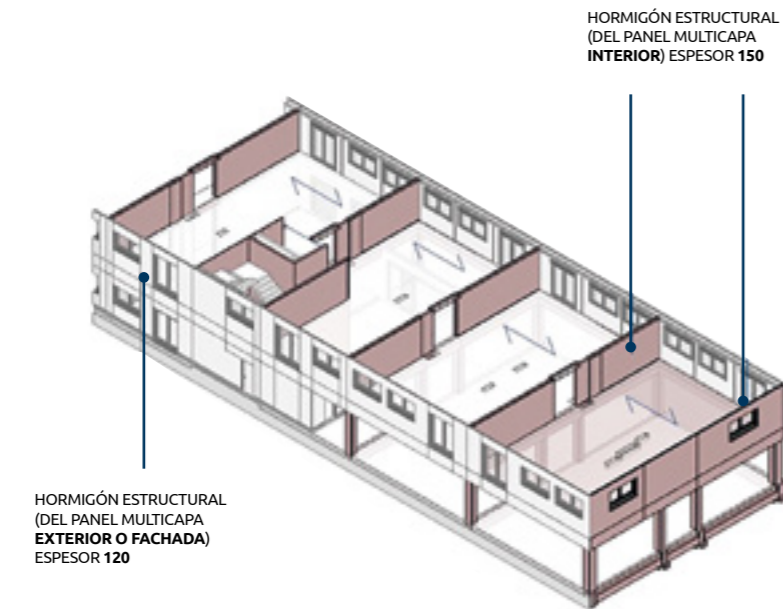 HORMIGÓN ESTRUCTURAL
(DEL PANEL MULTICAPA
INTERIOR) ESPESOR 150
HORMIGÓN ESTRUCTURAL
(DEL PANEL MULTICAPA
EXTERIOR O FACHADA)
ESPESOR 120